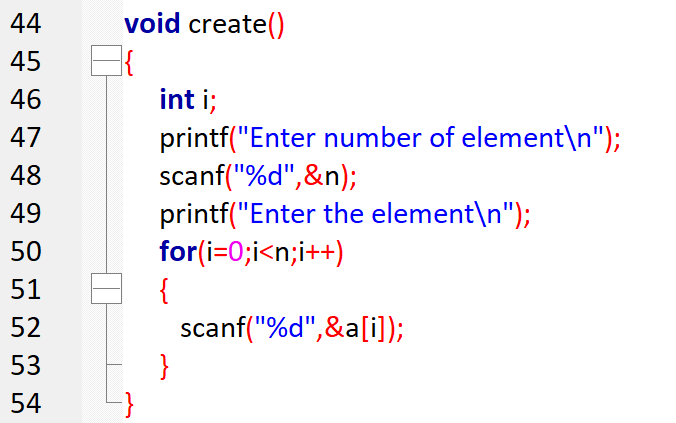 44 void create()
45 {
46 int i;
47 printf("Enter number of element\n");
48 scanf("%d",&n);
49 printf("Enter the element\n");
50 for(i=0;i<n;i++)
51 {
52 scanf("%d",&a[i]);
53 }
54 }